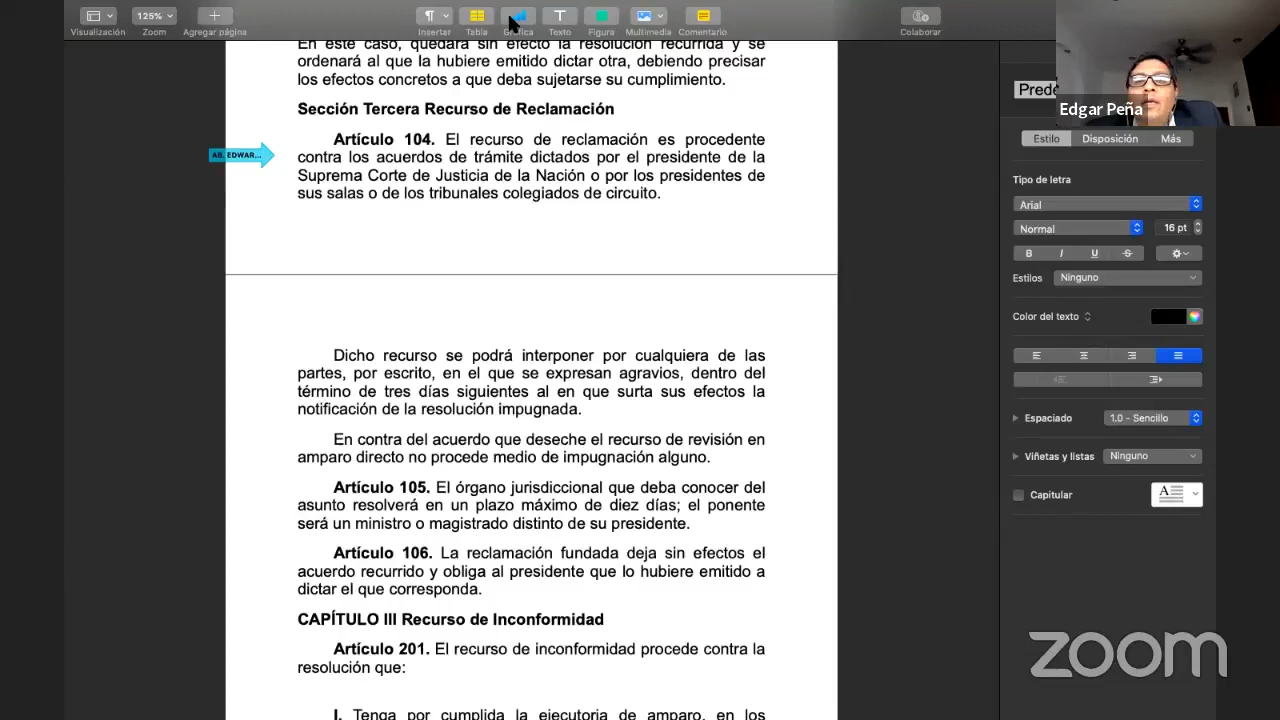 125%
Visualización Zoom Agregar página Insertar Tabla Gráfica Texto Figura Multimedia Comentario Colaborar
En este caso, quedará sin efecto la resolución recurrida y se
ordenará al que la hubiere emitido dictar otra, debiendo precisar
los efectos concretos a que deba sujetarse su cumplimiento.
Sección Tercera Recurso de Reclamación
AB. EDWAR...
Artículo 104. El recurso de reclamación es procedente
contra los acuerdos de trámite dictados por el presidente de la
Suprema Corte de Justicia de la Nación o por los presidentes de
sus salas o de los tribunales colegiados de circuito.
Dicho recurso se podrá interponer por cualquiera de las
partes, por escrito, en el que se expresan agravios, dentro del
término de tres días siguientes al en que surta sus efectos la
notificación de la resolución impugnada.
En contra del acuerdo que deseche el recurso de revisión en
amparo directo no procede medio de impugnación alguno.
Artículo 105. El órgano jurisdiccional que deba conocer del
asunto resolverá en un plazo máximo de diez días; el ponente
será un ministro o magistrado distinto de su presidente.
Artículo 106. La reclamación fundada deja sin efectos el
acuerdo recurrido y obliga al presidente que lo hubiere emitido a
dictar el que corresponda.
CAPÍTULO III Recurso de Inconformidad
Artículo 201. El recurso de inconformidad procede contra la
resolución que:
I. Tenga por cumplida la ejecutoria de amparo, en los
Edgar Peña
Estilo Disposición Más
Tipo de letra
Arial
Normal 16 pt
B I U S
Estilos Ninguno
Color del texto
Espaciado 1.0 - Sencillo
Viñetas y listas Ninguno
Capitular A
zoom